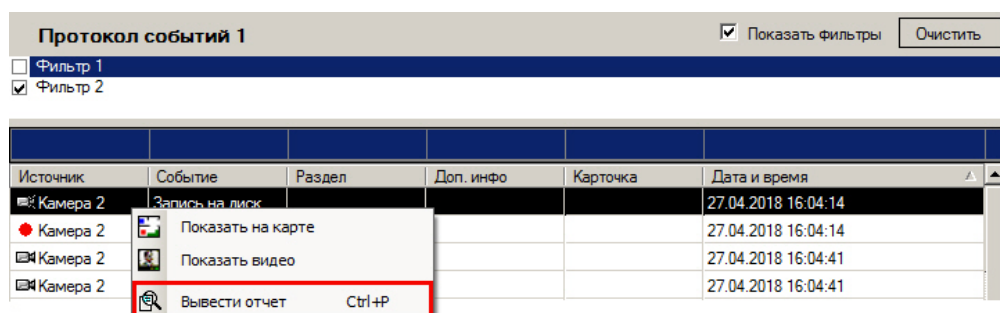 Протокол событий 1 Показать фильтры Очистить
Фильтр 1
Фильтр 2
Источник Событие Раздел Доп. инфо Карточка Дата и время
Камера 2 Запись на диск 27.04.2018 16:04:14
Камера 2 Показать на карте 27.04.2018 16:04:14
Камера 2 Показать видео 27.04.2018 16:04:41
Камера 2 Вывести отчет Ctrl+P 27.04.2018 16:04:41